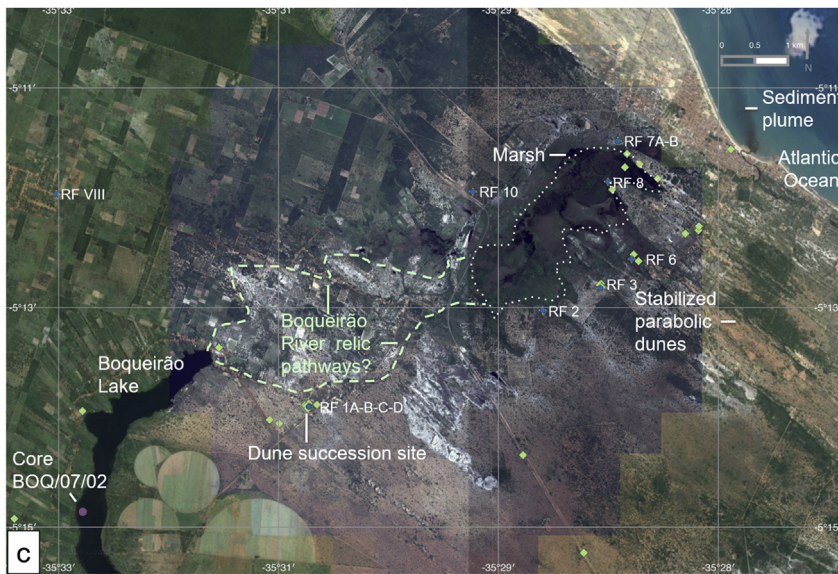 -35°33'
-35°31'
-35°29'
-35°28'
0 0.5 1 km
N
-5°11'
-5°11'
Sediment
plume
Marsh
RF 7A-B
Atlantic
Ocean
RF VIII
RF 10
RF 8
RF 6
RF 3
-5°13'
-5°13'
Stabilized
parabolic
dunes
RF 2
Boqueirão
River relic
pathways?
Boqueirão
Lake
RF 1A-B-C-D
Dune succession site
Core
BOQ/07/02
-5°15'
-5°15'
C
-35°33'
-35°31'
-35°29'
-35°28'